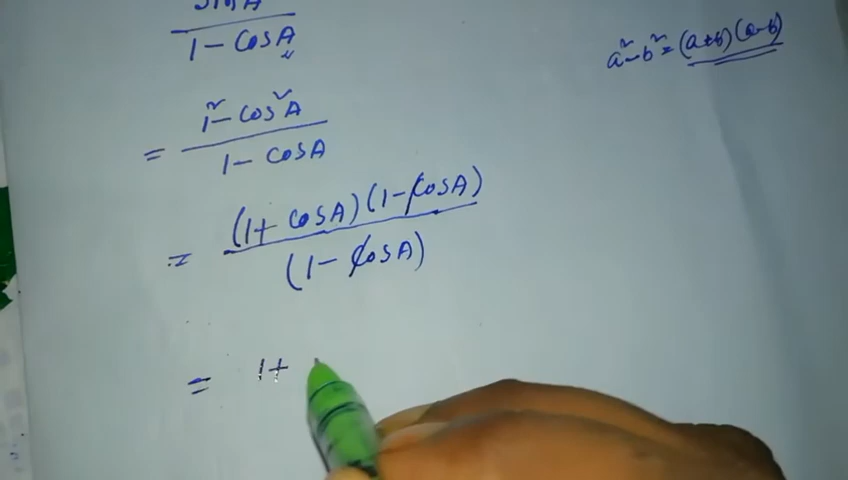 a² - b² = (a+b)(a-b)
1 - CosA
= 1² - Cos²A
1 - CosA
= (1+ CosA)(1 - CosA)
(1 - CosA)
= 1+